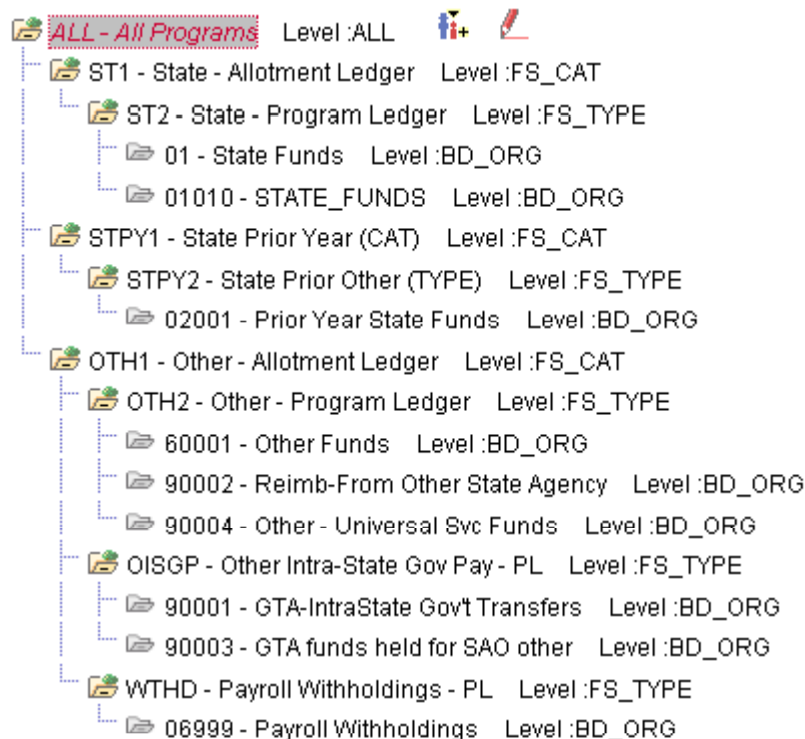 ALL - All Programs Level :ALL
ST1 - State - Allotment Ledger Level :FS_CAT
ST2 - State - Program Ledger Level :FS_TYPE
01 - State Funds Level :BD_ORG
01010 - STATE_FUNDS Level :BD_ORG
STPY1 - State Prior Year (CAT) Level :FS_CAT
STPY2 - State Prior Other (TYPE) Level :FS_TYPE
02001 - Prior Year State Funds Level :BD_ORG
OTH1 - Other - Allotment Ledger Level :FS_CAT
OTH2 - Other - Program Ledger Level :FS_TYPE
60001 - Other Funds Level :BD_ORG
90002 - Reimb-From Other State Agency Level :BD_ORG
90004 - Other - Universal Svc Funds Level :BD_ORG
OISGP - Other Intra-State Gov Pay - PL Level :FS_TYPE
90001 - GTA-IntraState Gov't Transfers Level :BD_ORG
90003 - GTA funds held for SAO other Level :BD_ORG
WTHD - Payroll Withholdings - PL Level :FS_TYPE
06999 - Payroll Withholdings Level :BD_ORG